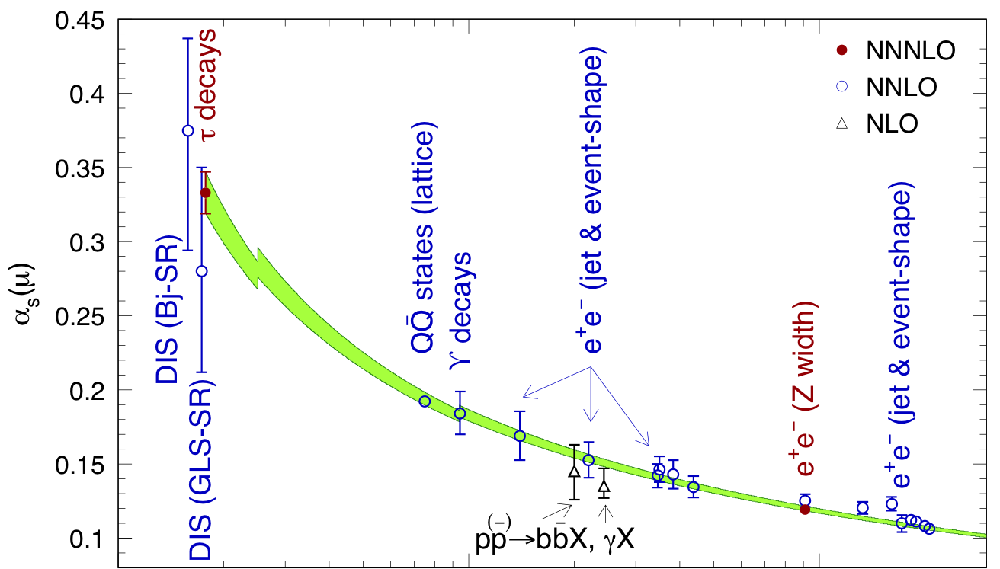 0.45
0.4
0.35
0.3
0.25
0.2
0.15
0.1
αs(μ)
NNNLO
NNLO
NLO
τ decays
DIS (Bj-SR)
DIS (GLS-SR)
QQ̄ states (lattice)
ϒ decays
e⁺e⁻ (jet & event-shape)
p(−)p→bb̄X, γX
e⁺e⁻ (Z width)
e⁺e⁻ (jet & event-shape)